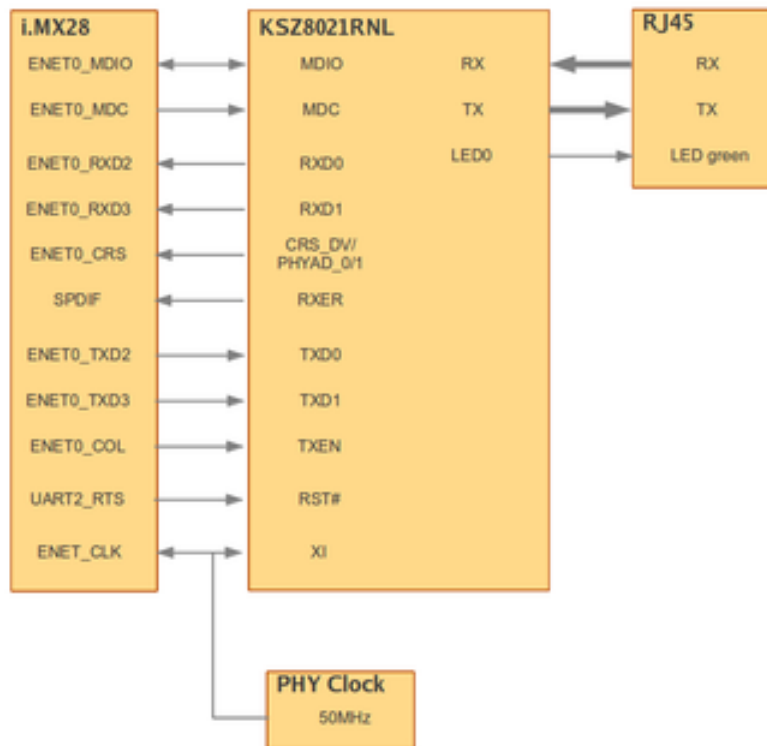 i.MX28
ENET0_MDIO
ENET0_MDC
ENET0_RXD2
ENET0_RXD3
ENET0_CRS
SPDIF
ENET0_TXD2
ENET0_TXD3
ENET0_COL
UART2_RTS
ENET_CLK
KSZ8021RNL
MDIO RX
MDC TX
RXD0 LED0
RXD1
CRS_DV/
PHYAD_0/1
RXER
TXD0
TXD1
TXEN
RST#
XI
RJ45
RX
TX
LED green
PHY Clock
50MHz